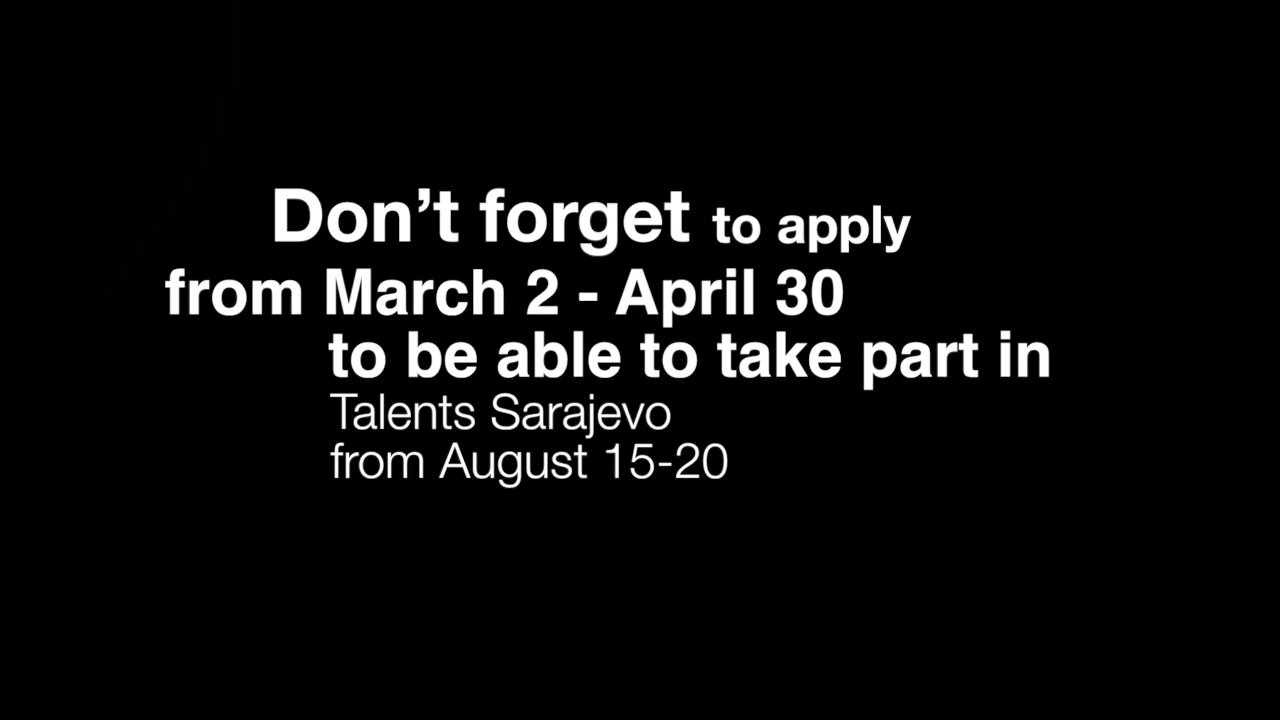 Don’t forget to apply
from March 2 - April 30
to be able to take part in
Talents Sarajevo
from August 15-20